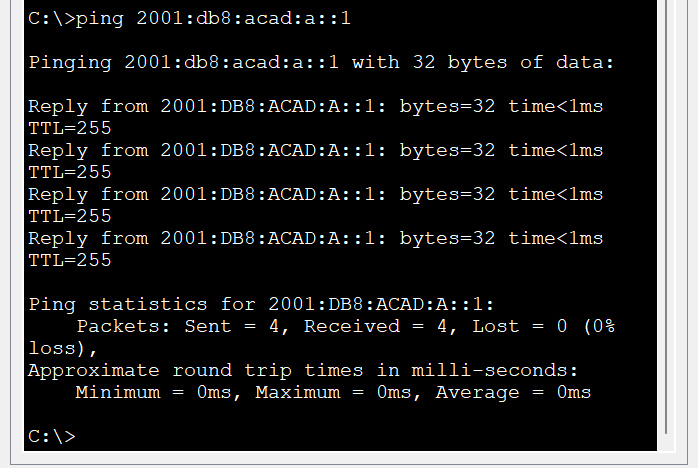 C:\>ping 2001:db8:acad:a::1
Pinging 2001:db8:acad:a::1 with 32 bytes of data:
Reply from 2001:DB8:ACAD:A::1: bytes=32 time<1ms
TTL=255
Reply from 2001:DB8:ACAD:A::1: bytes=32 time<1ms
TTL=255
Reply from 2001:DB8:ACAD:A::1: bytes=32 time<1ms
TTL=255
Reply from 2001:DB8:ACAD:A::1: bytes=32 time<1ms
TTL=255
Ping statistics for 2001:DB8:ACAD:A::1:
    Packets: Sent = 4, Received = 4, Lost = 0 (0%
loss),
Approximate round trip times in milli-seconds:
    Minimum = 0ms, Maximum = 0ms, Average = 0ms
C:\>